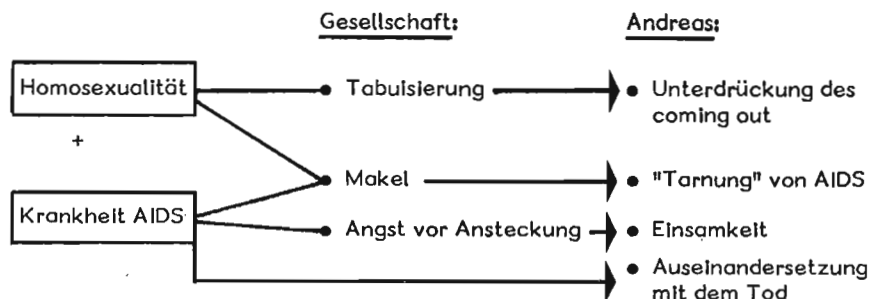 Gesellschaft: Andreas:
Homosexualität • Tabuisierung • Unterdrückung des
coming out
+
• Makel • "Tarnung" von AIDS
Krankheit AIDS
• Angst vor Ansteckung • Einsamkeit
• Auseinandersetzung
mit dem Tod